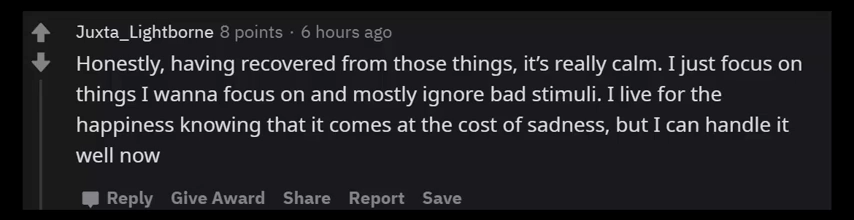 Juxta_Lightborne 8 points · 6 hours ago
Honestly, having recovered from those things, it’s really calm. I just focus on
things I wanna focus on and mostly ignore bad stimuli. I live for the
happiness knowing that it comes at the cost of sadness, but I can handle it
well now
Reply Give Award Share Report Save